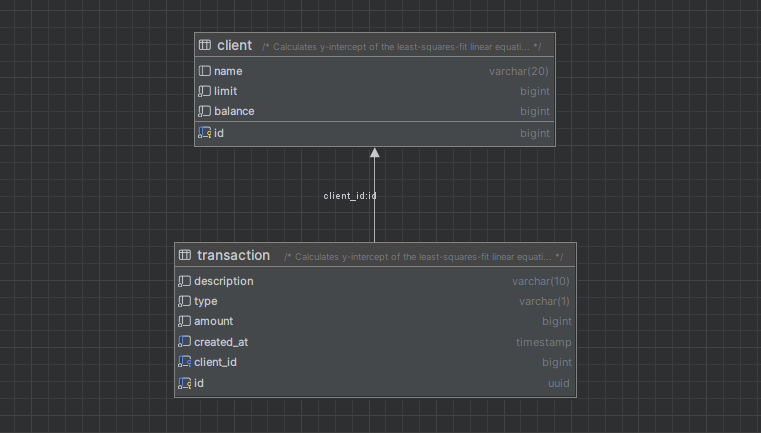 client /* Calculates y-intercept of the least-squares-fit linear equati... */
name varchar(20)
limit bigint
balance bigint
id bigint
client_id:id
transaction /* Calculates y-intercept of the least-squares-fit linear equati... */
description varchar(10)
type varchar(1)
amount bigint
created_at timestamp
client_id bigint
id uuid